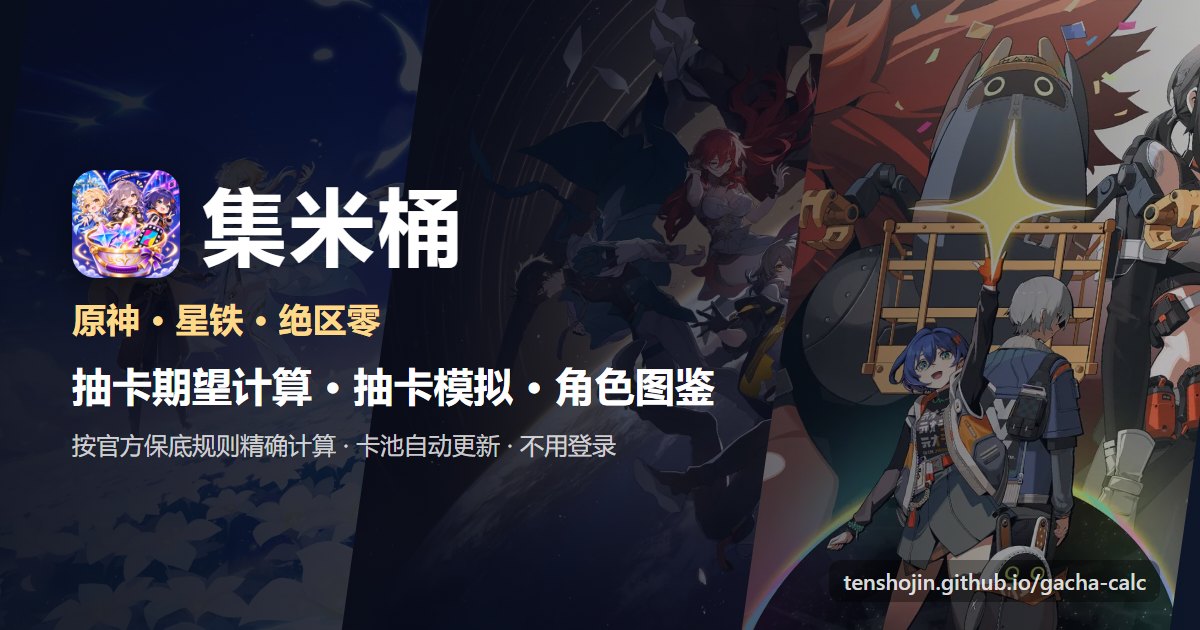 集米桶
原神 • 星铁 • 绝区零
抽卡期望计算 • 抽卡模拟 • 角色图鉴
按官方保底规则精确计算 · 卡池自动更新 · 不用登录
tenshojin.github.io/gacha-calc